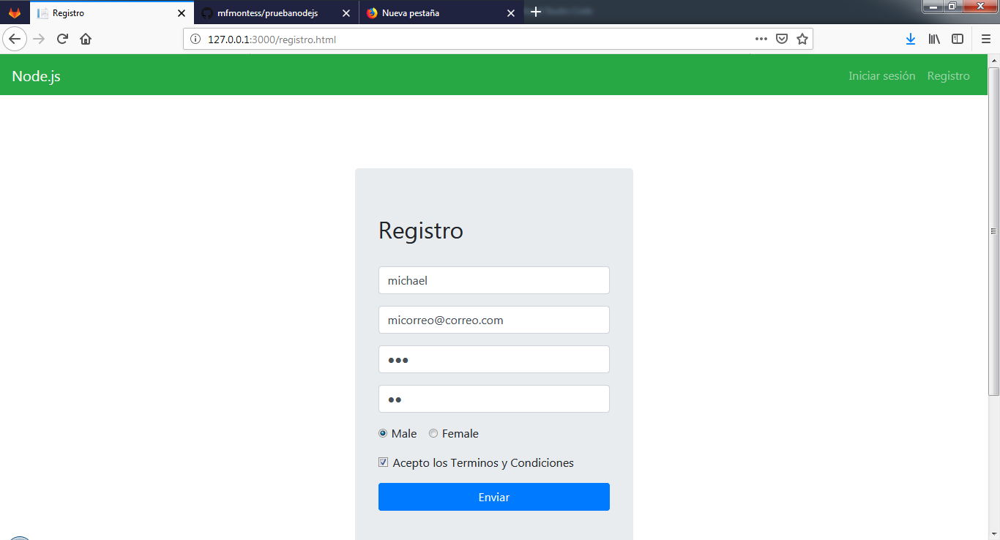 Registro
mfmontess/pruebanodejs
Nueva pestaña
127.0.0.1:3000/registro.html
Node.js
Iniciar sesión
Registro
Registro
michael
micorreo@correo.com
●●●
●●
Male
Female
Acepto los Terminos y Condiciones
Enviar